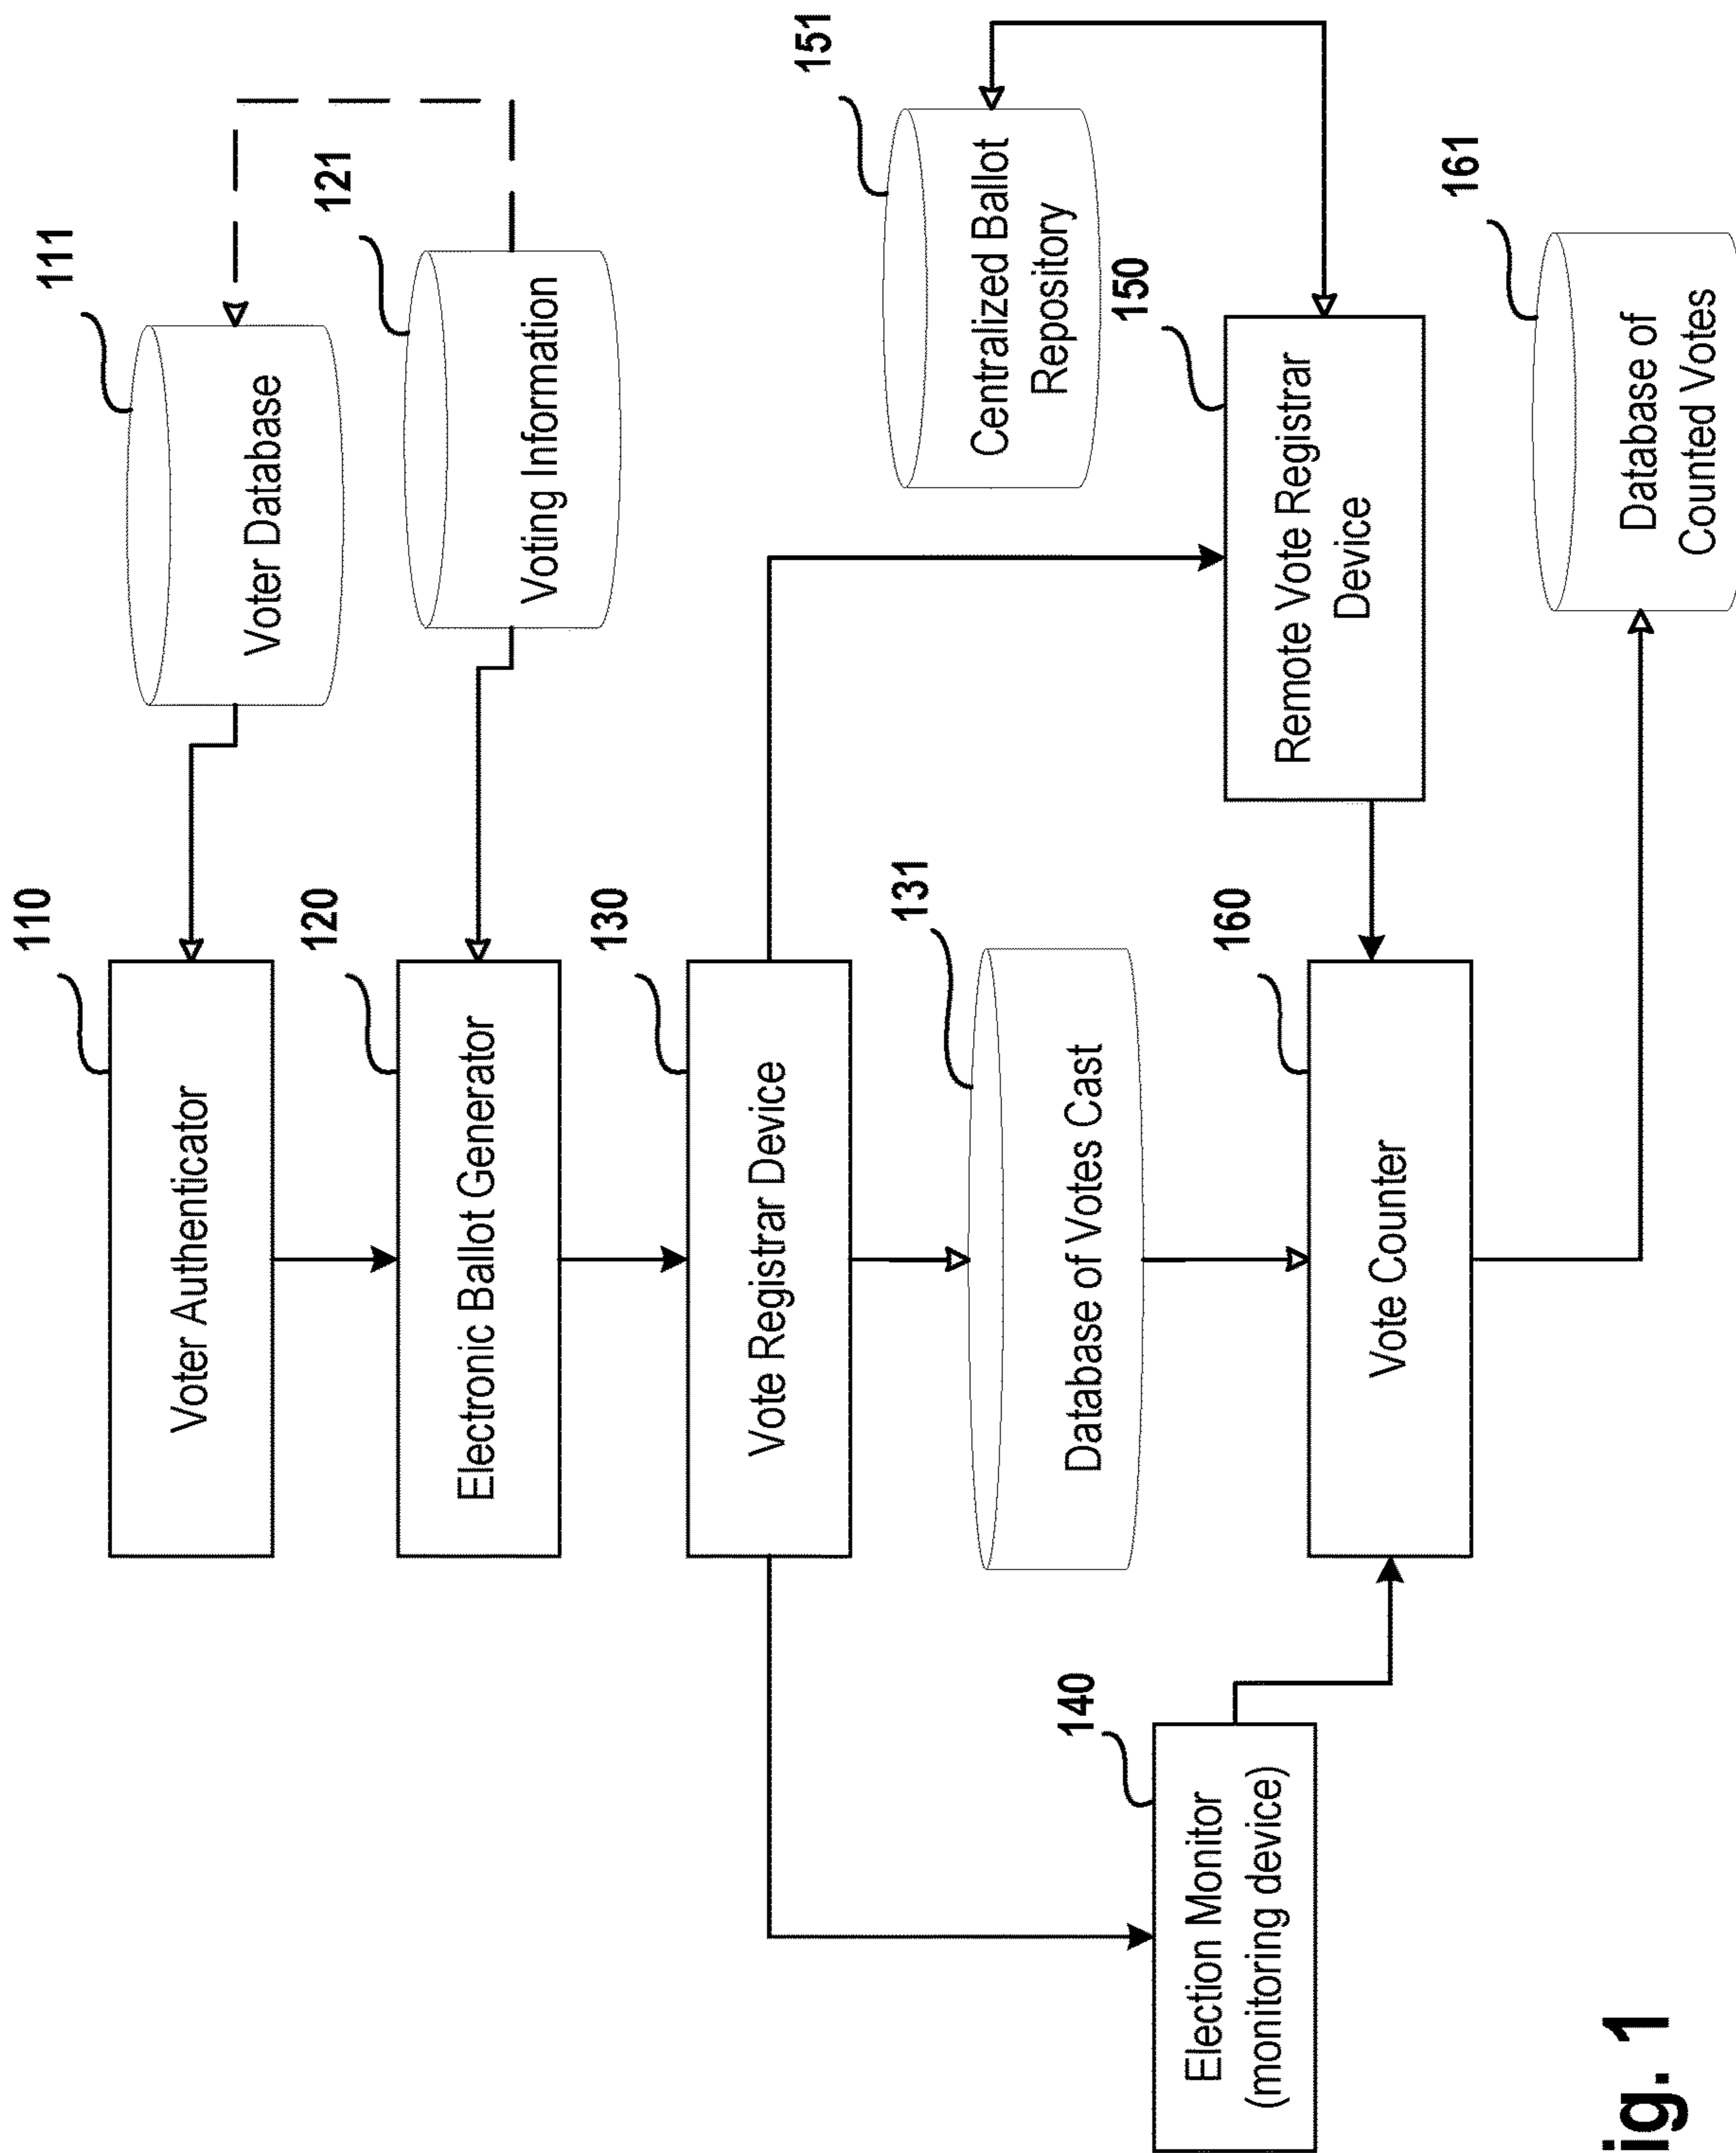 110
Voter Authenticator
111
Voter Database
120
Electronic Ballot Generator
121
Voting Information
130
Vote Registrar Device
131
Database of Votes Cast
151
Centralized Ballot
Repository
140
Election Monitor
(monitoring device)
160
Vote Counter
150
Remote Vote Registrar
Device
161
Database of
Counted Votes
ig. 1